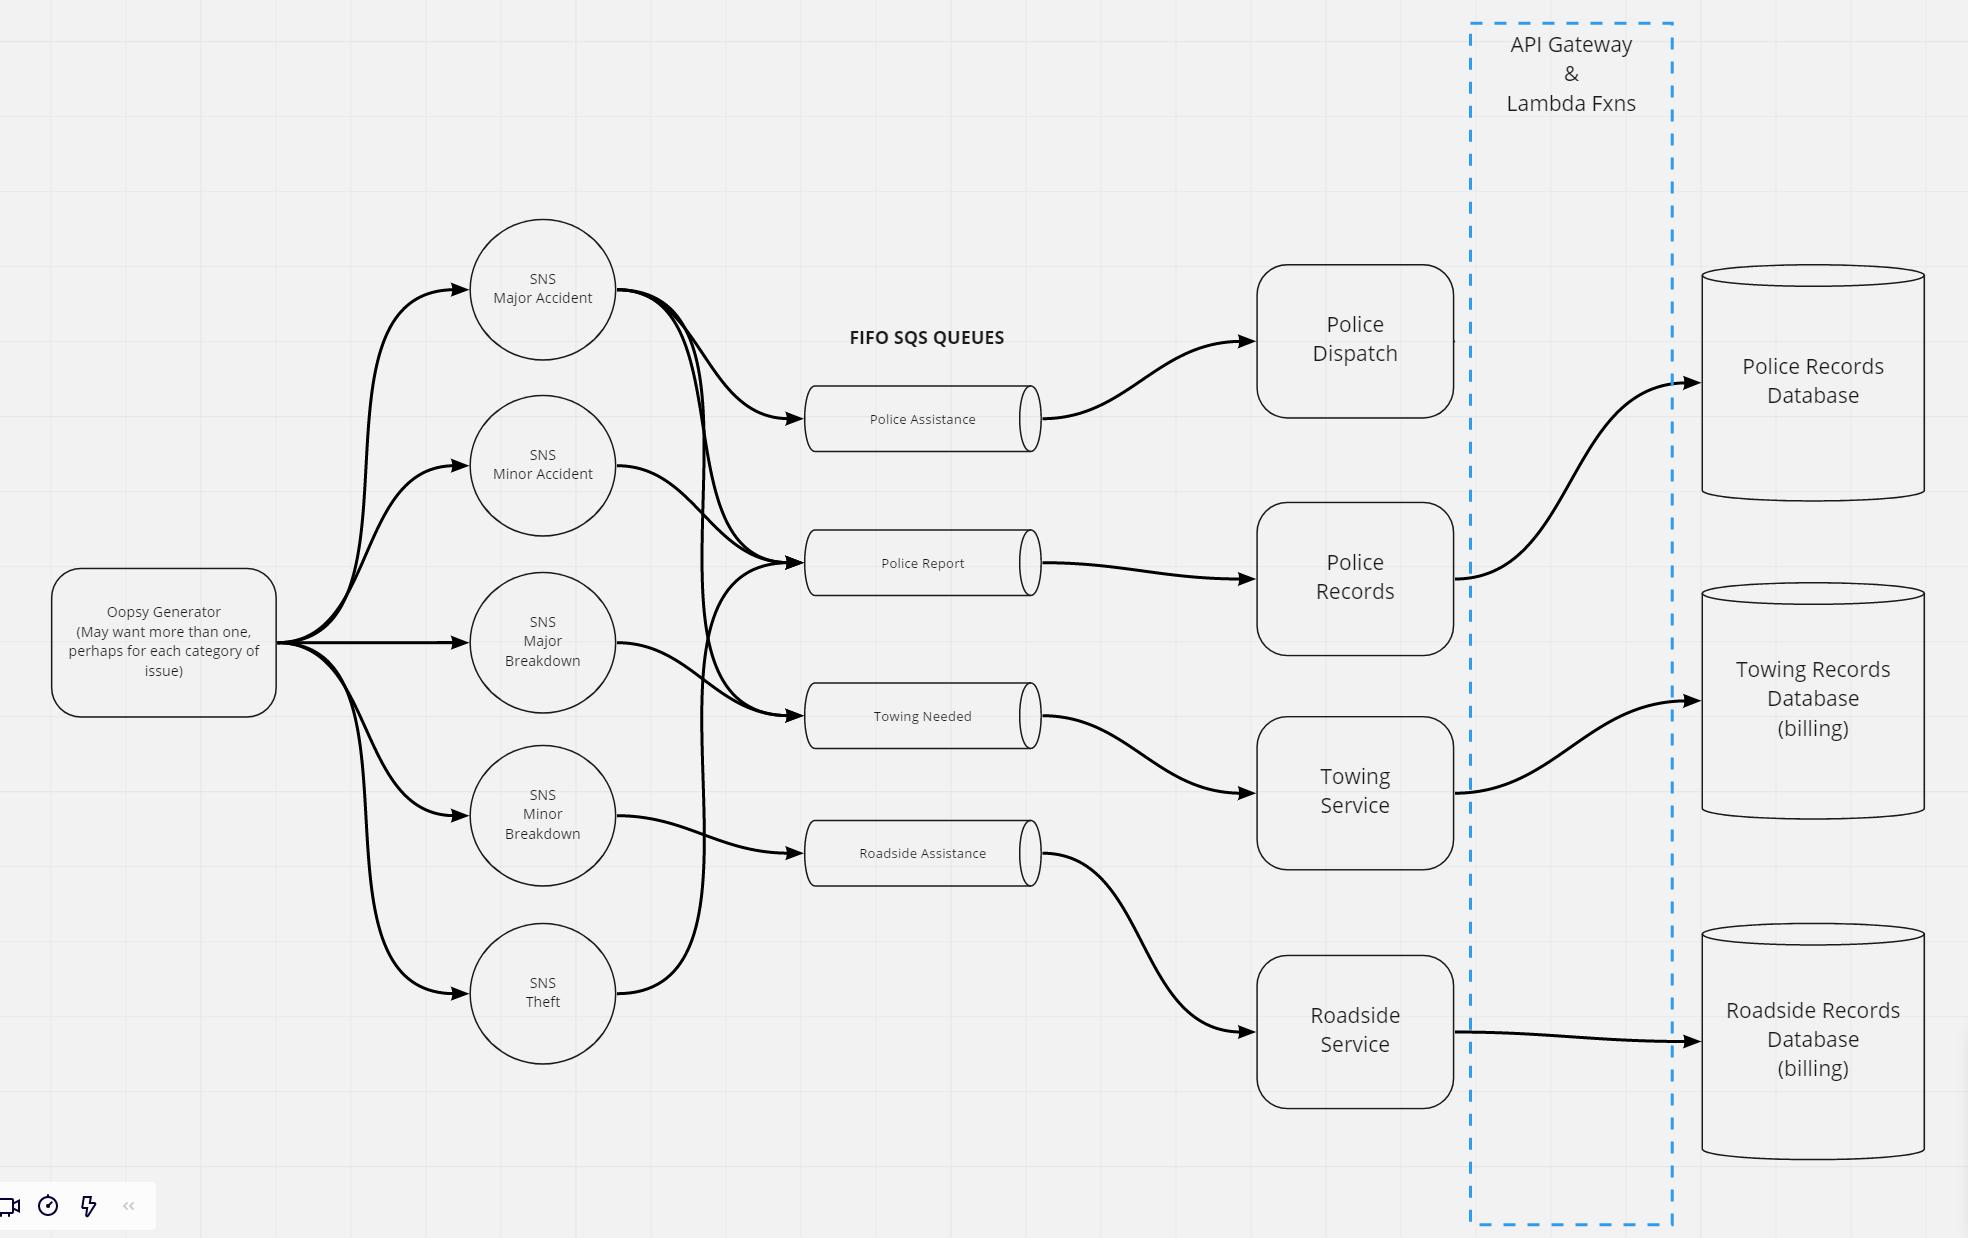 API Gateway
&
Lambda Fxns
SNS
Major Accident
FIFO SQS QUEUES
Police
Dispatch
Police Records
Database
Police Assistance
SNS
Minor Accident
Police Report
Police
Records
Oopsy Generator
(May want more than one,
perhaps for each category of
issue)
SNS
Major
Breakdown
Towing Needed
Towing
Service
Towing Records
Database
(billing)
SNS
Minor
Breakdown
Roadside Assistance
SNS
Theft
Roadside
Service
Roadside Records
Database
(billing)